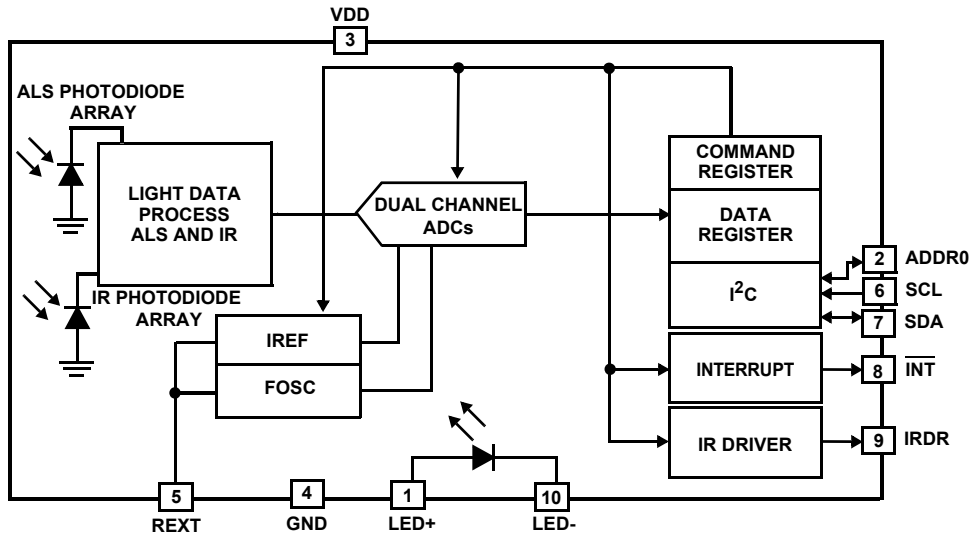 VDD
3
ALS PHOTODIODE
ARRAY
LIGHT DATA
PROCESS
ALS AND IR
DUAL CHANNEL
ADCs
COMMAND
REGISTER
DATA
REGISTER
I²C
2 ADDR0
6 SCL
7 SDA
IR PHOTODIODE
ARRAY
IREF
FOSC
INTERRUPT
8 INT
IR DRIVER
9 IRDR
5
REXT
4
GND
1
LED+
10
LED-